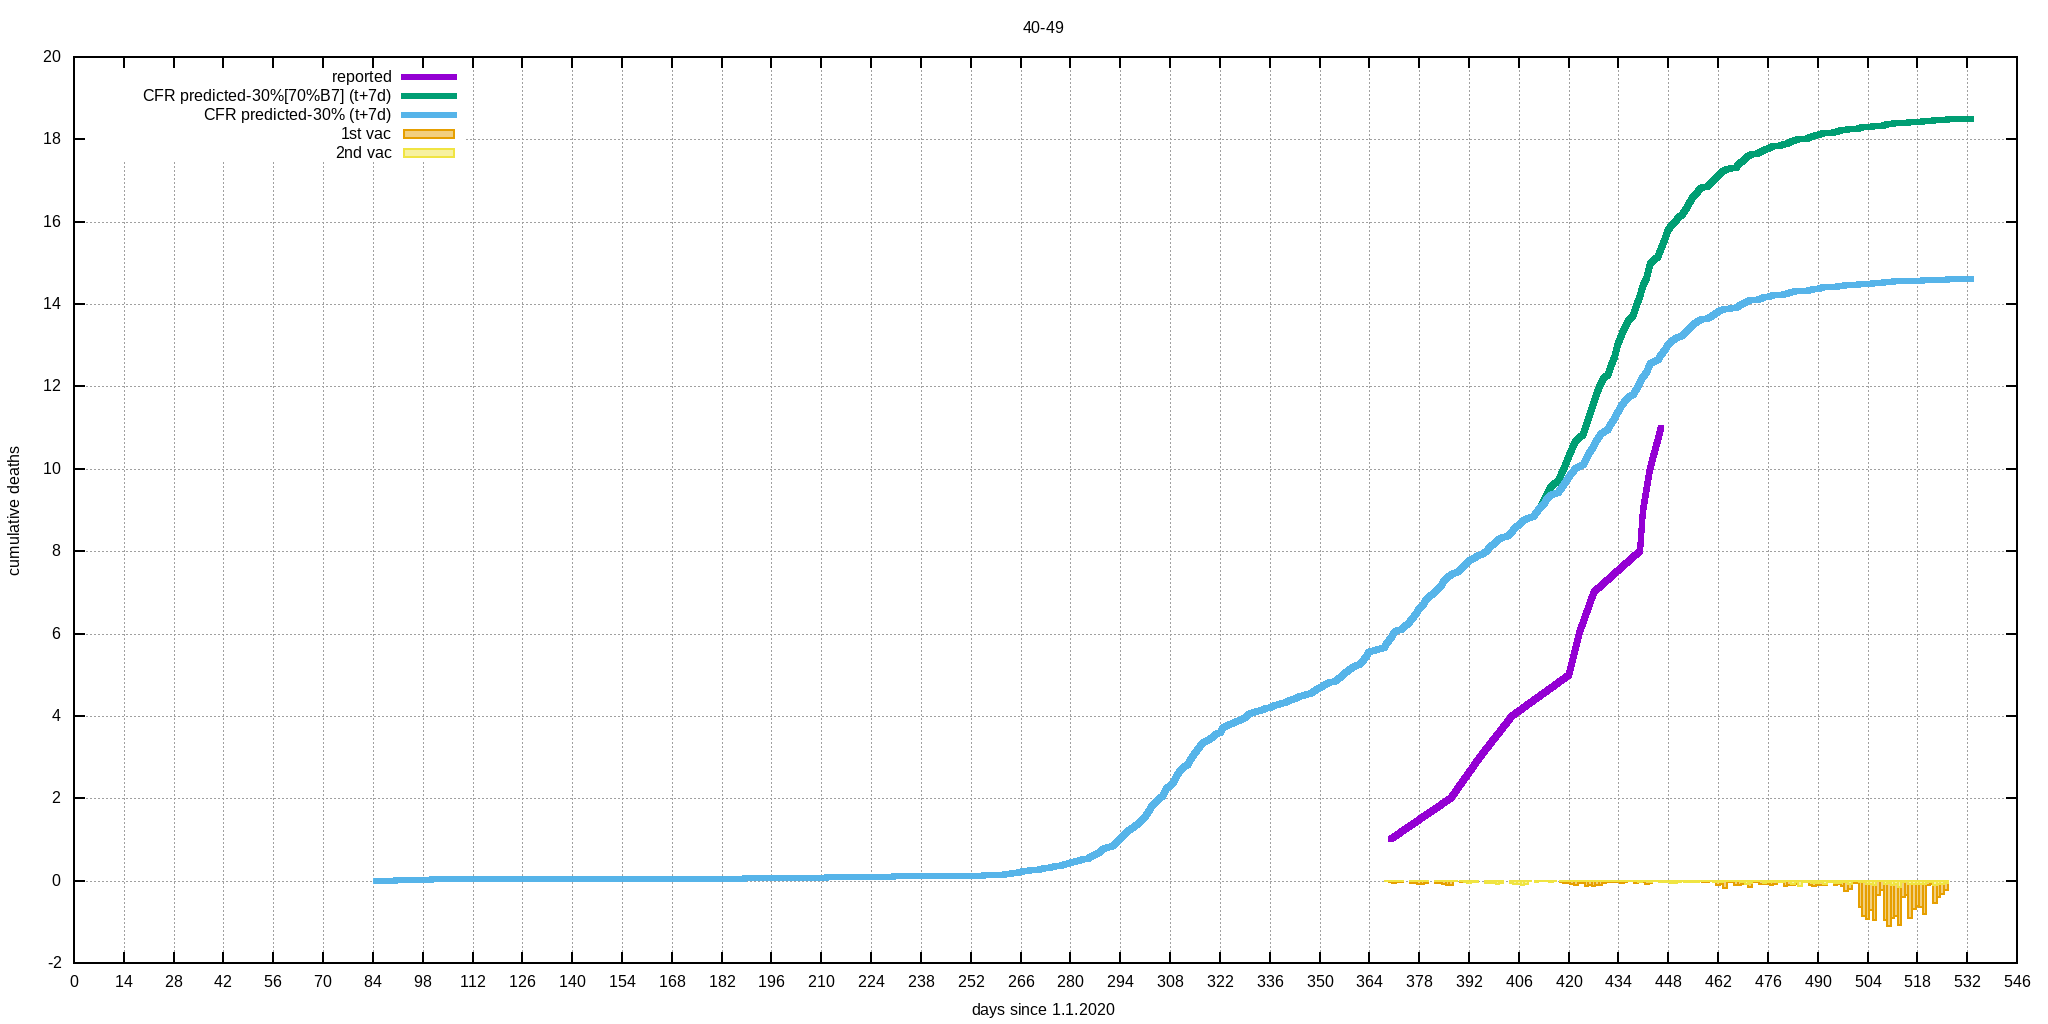 40-49
20
18
16
14
12
10
8
6
4
2
0
-2
cumulative deaths
reported
CFR predicted-30%[70%B7] (t+7d)
CFR predicted-30% (t+7d)
1st vac
2nd vac
0 14 28 42 56 70 84 98 112 126 140 154 168 182 196 210 224 238 252 266 280 294 308 322 336 350 364 378 392 406 420 434 448 462 476 490 504 518 532 546
days since 1.1.2020